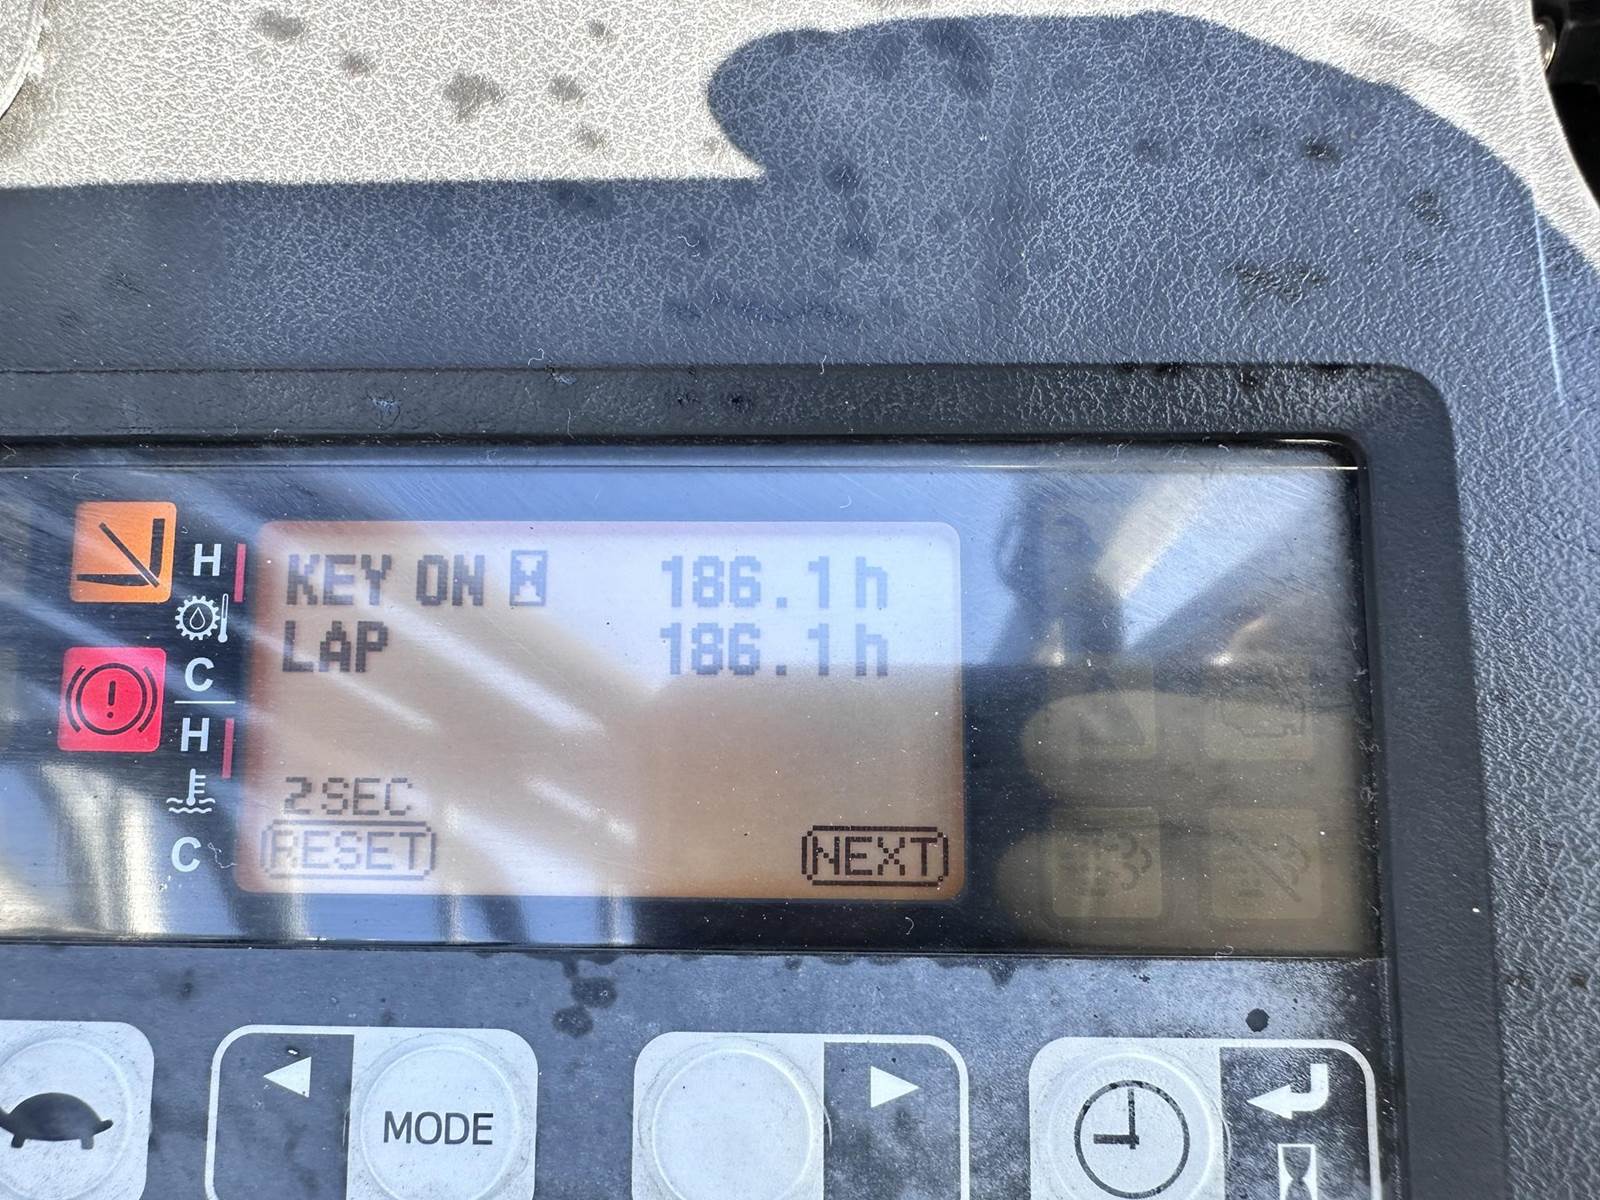 H
C
H
C
KEY ON 186.1h
LAP 186.1h
2SEC
RESET
NEXT
MODE